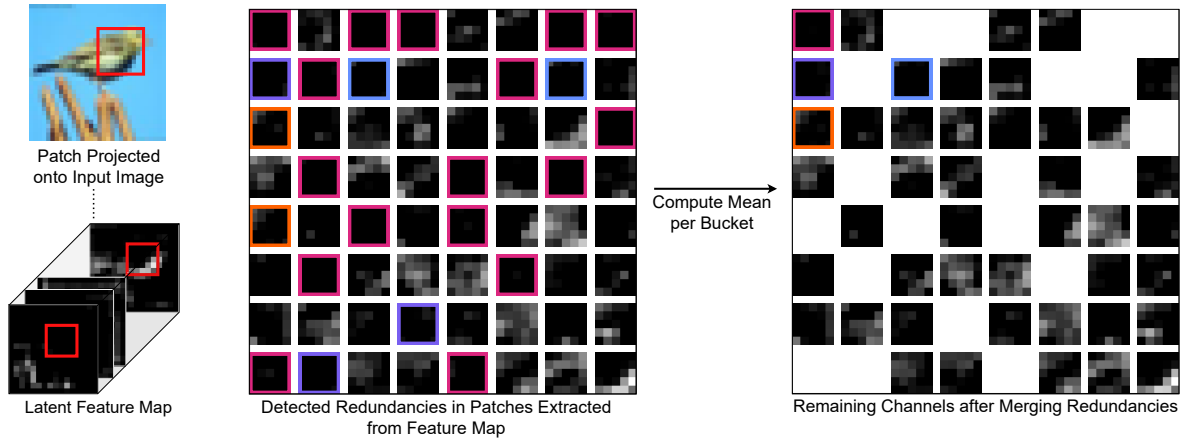 Patch Projected
onto Input Image
Latent Feature Map
Detected Redundancies in Patches Extracted
from Feature Map
Compute Mean
per Bucket
Remaining Channels after Merging Redundancies